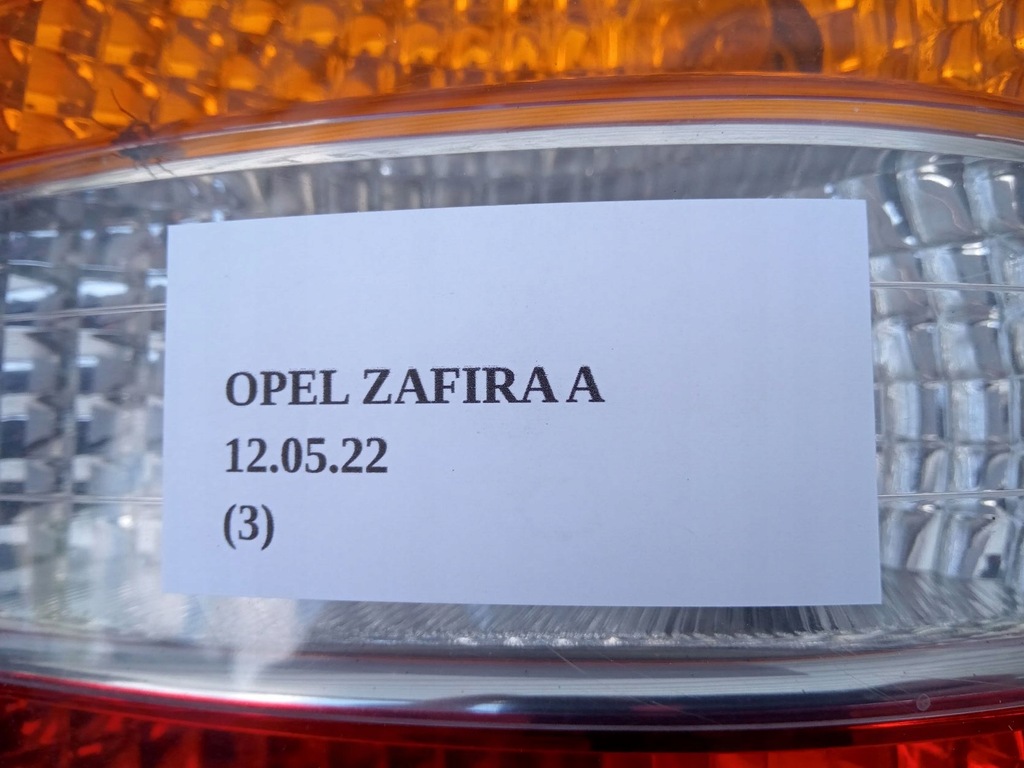 OPEL ZAFIRA A
12.05.22
(3)